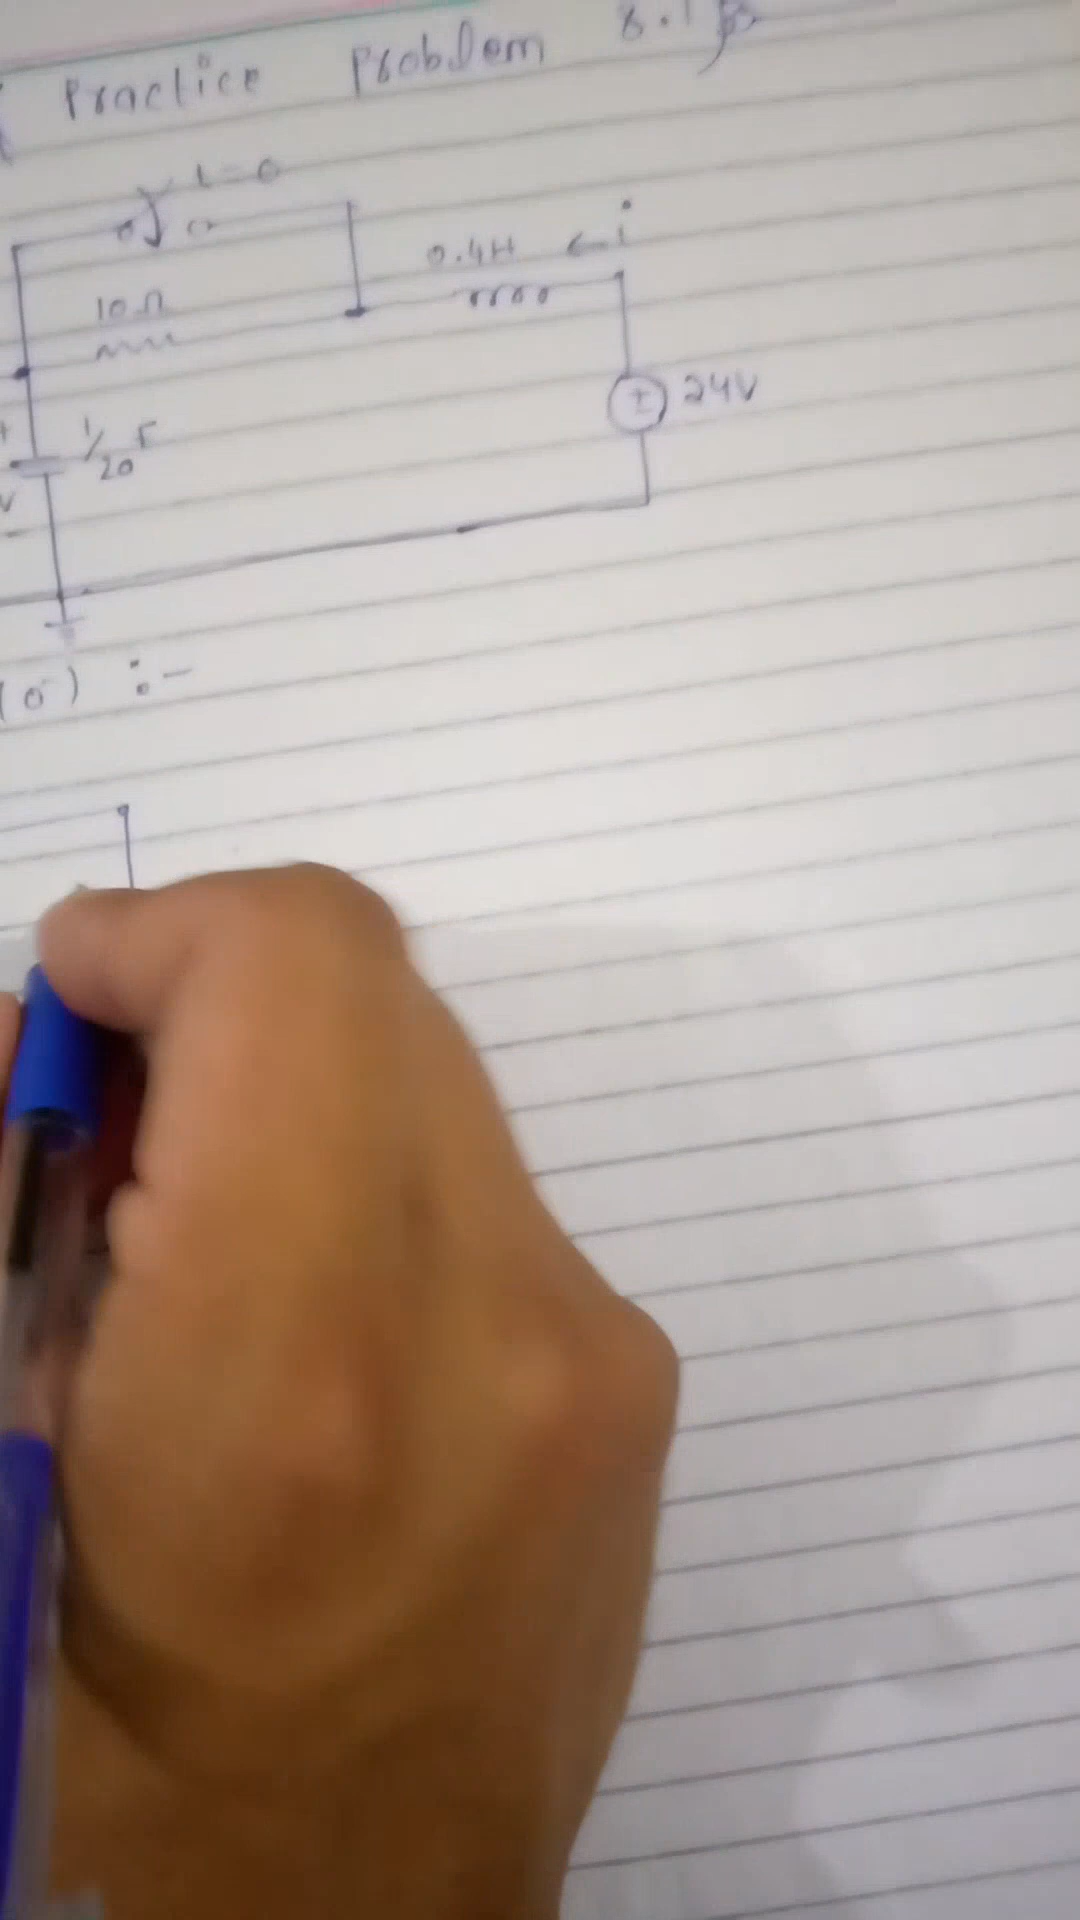 Practice Problem 8.1
t=0
0.4H ← i
10Ω
24V
+
1/20 F
V
-
(0⁻) :-